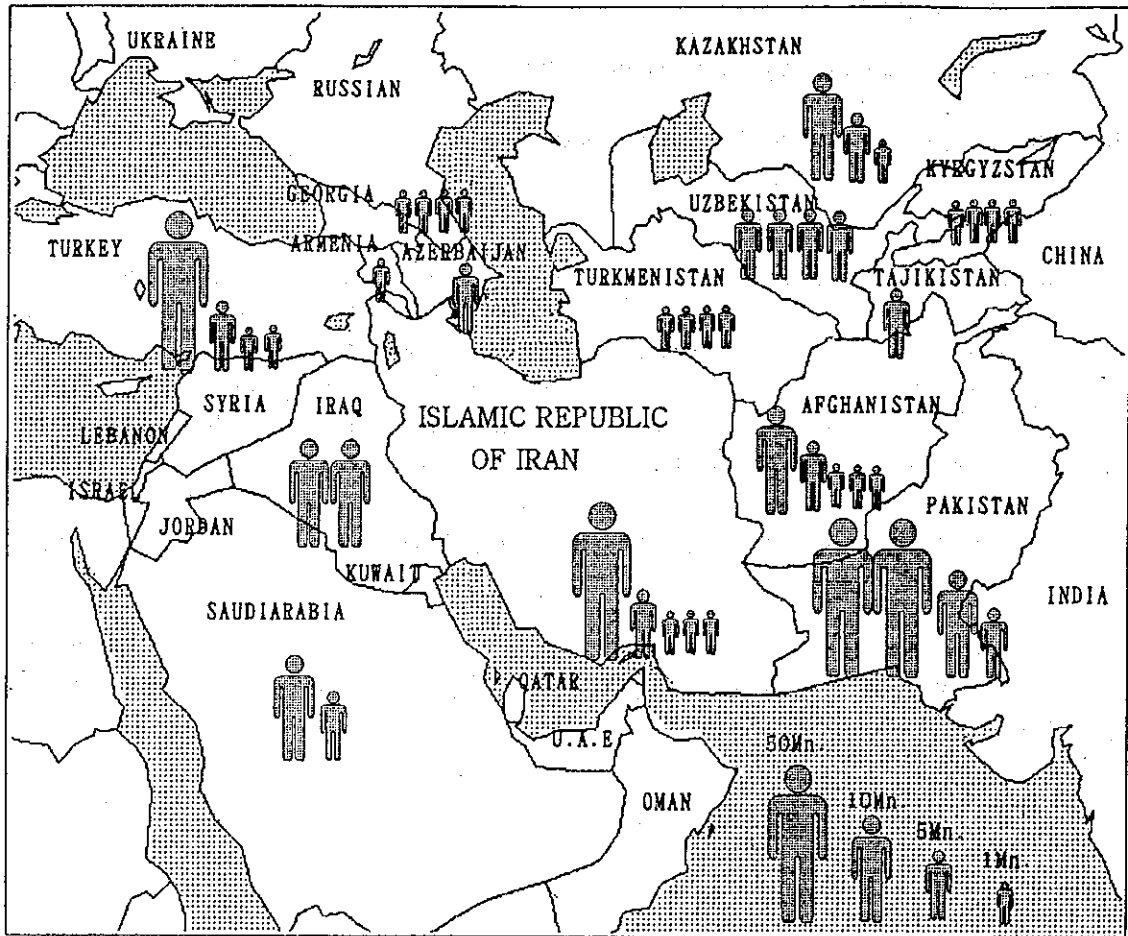 UKRAINE
KAZAKHSTAN
RUSSIAN
KYRGYZSTAN
GEORGIA
UZBEKISTAN
TURKEY
ARMENIA
AZERBAIJAN
CHINA
TURKMENISTAN
TAJIKISTAN
SYRIA
IRAQ
ISLAMIC REPUBLIC
OF IRAN
AFGHANISTAN
LEBANON
ISRAEL
JORDAN
PAKISTAN
KUWAIT
SAUDIARABIA
INDIA
QATAR
U.A.E
OMAN
50Mn.
10Mn.
5Mn.
1Mn.